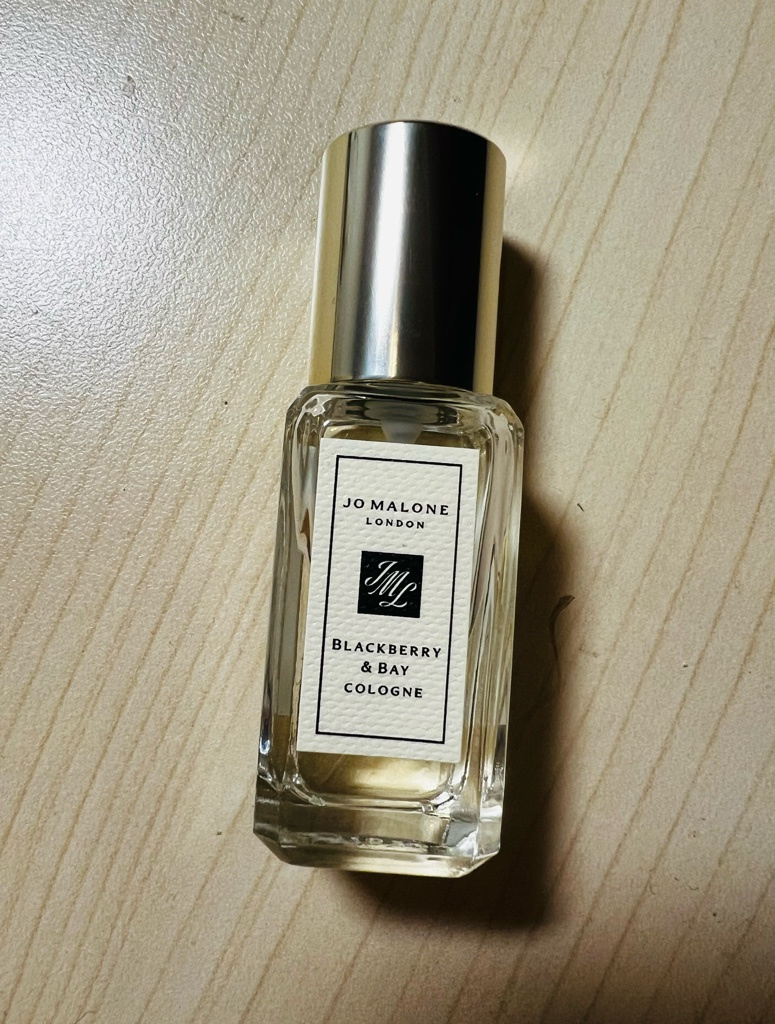 JO MALONE
LONDON
JML
BLACKBERRY
& BAY
COLOGNE